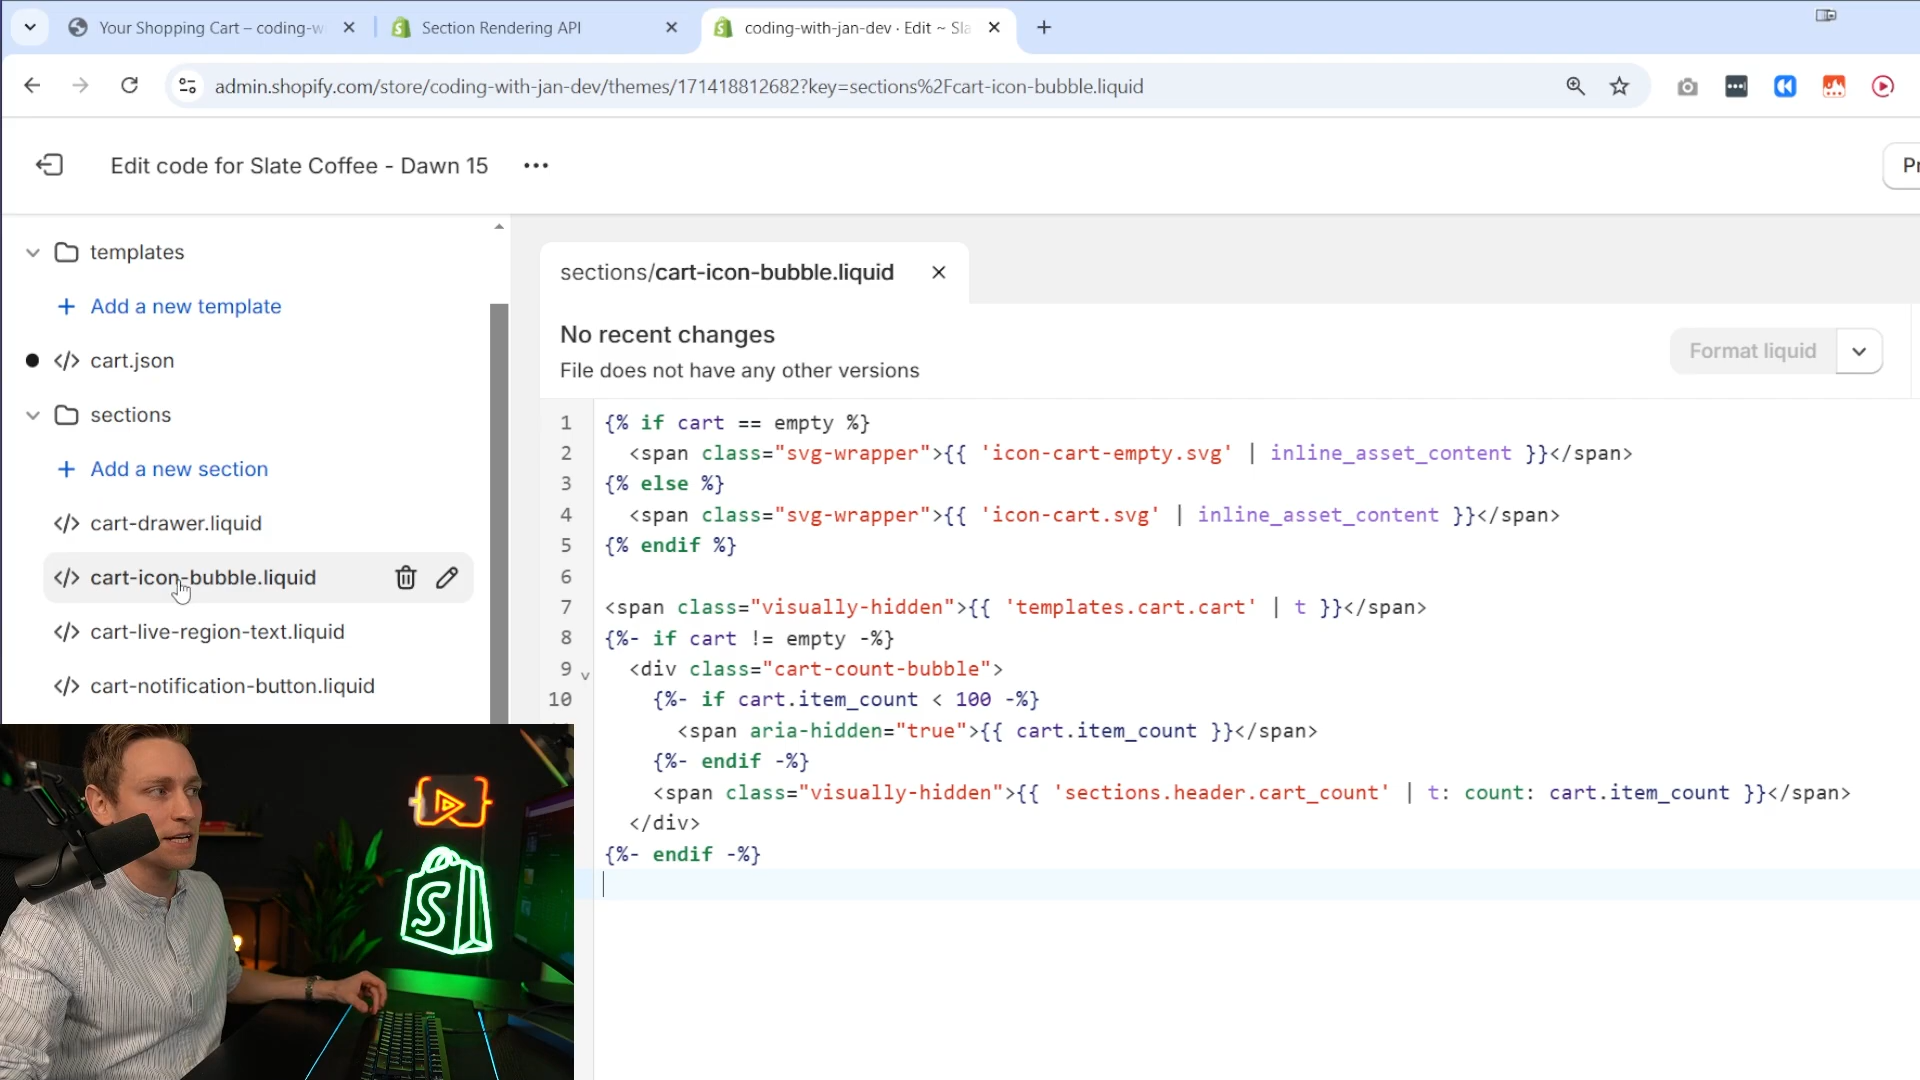 Your Shopping Cart – coding-w
Section Rendering API
coding-with-jan-dev · Edit ~ Sla
admin.shopify.com/store/coding-with-jan-dev/themes/171418812682?key=sections%2Fcart-icon-bubble.liquid
Edit code for Slate Coffee - Dawn 15
Pr
templates
Add a new template
cart.json
sections
Add a new section
cart-drawer.liquid
cart-icon-bubble.liquid
cart-live-region-text.liquid
cart-notification-button.liquid
sections/cart-icon-bubble.liquid
No recent changes
File does not have any other versions
Format liquid
1 {% if cart == empty %}
2 <span class="svg-wrapper">{{ 'icon-cart-empty.svg' | inline_asset_content }}</span>
3 {% else %}
4 <span class="svg-wrapper">{{ 'icon-cart.svg' | inline_asset_content }}</span>
5 {% endif %}
6
7 <span class="visually-hidden">{{ 'templates.cart.cart' | t }}</span>
8 {%- if cart != empty -%}
9 <div class="cart-count-bubble">
10 {%- if cart.item_count < 100 -%}
<span aria-hidden="true">{{ cart.item_count }}</span>
{%- endif -%}
<span class="visually-hidden">{{ 'sections.header.cart_count' | t: count: cart.item_count }}</span>
</div>
{%- endif -%}
S